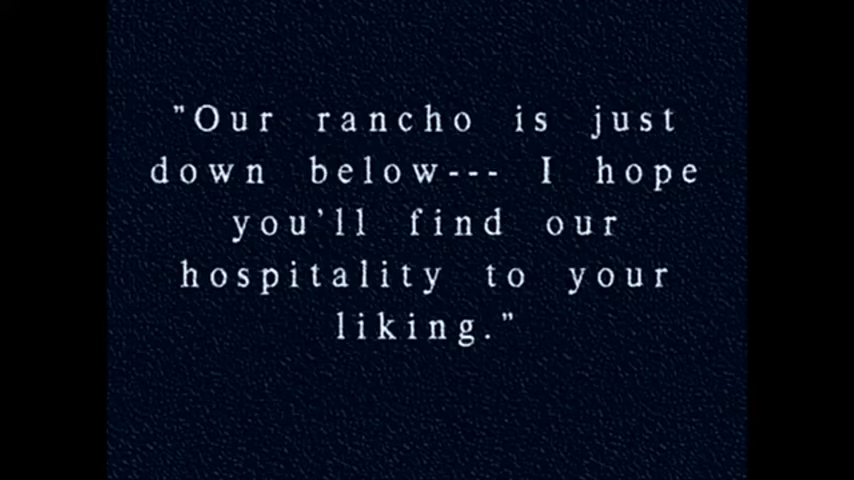 "Our rancho is just
down below--- I hope
you'll find our
hospitality to your
liking."